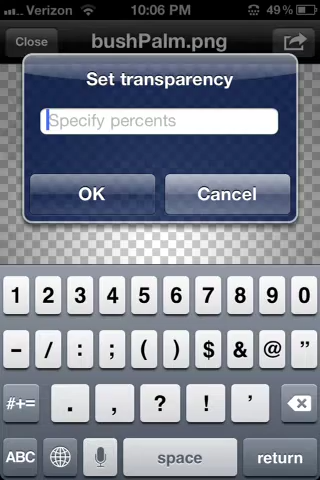 Verizon 10:06 PM 49%
Close bushPalm.png
Set transparency
Specify percents
OK Cancel
1 2 3 4 5 6 7 8 9 0
- / : ; ( ) $ & @ "
#+= . , ? ! '
ABC space return